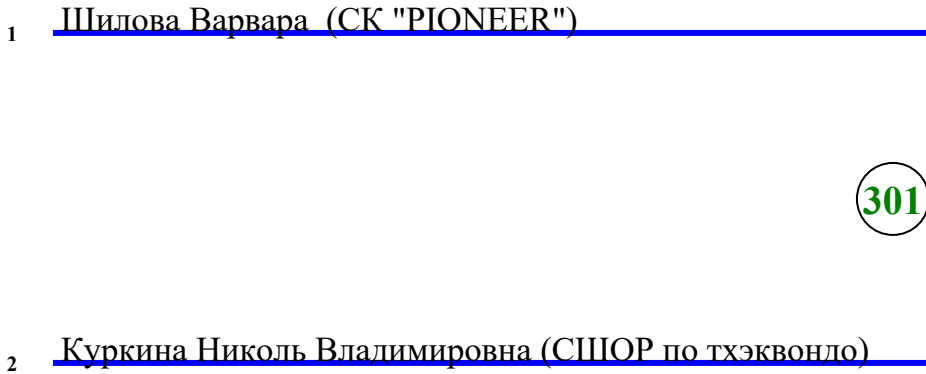 1 Шилова Варвара (СК "PIONEER")
301
2 Куркина Николь Владимировна (СШОР по тхэквондо)